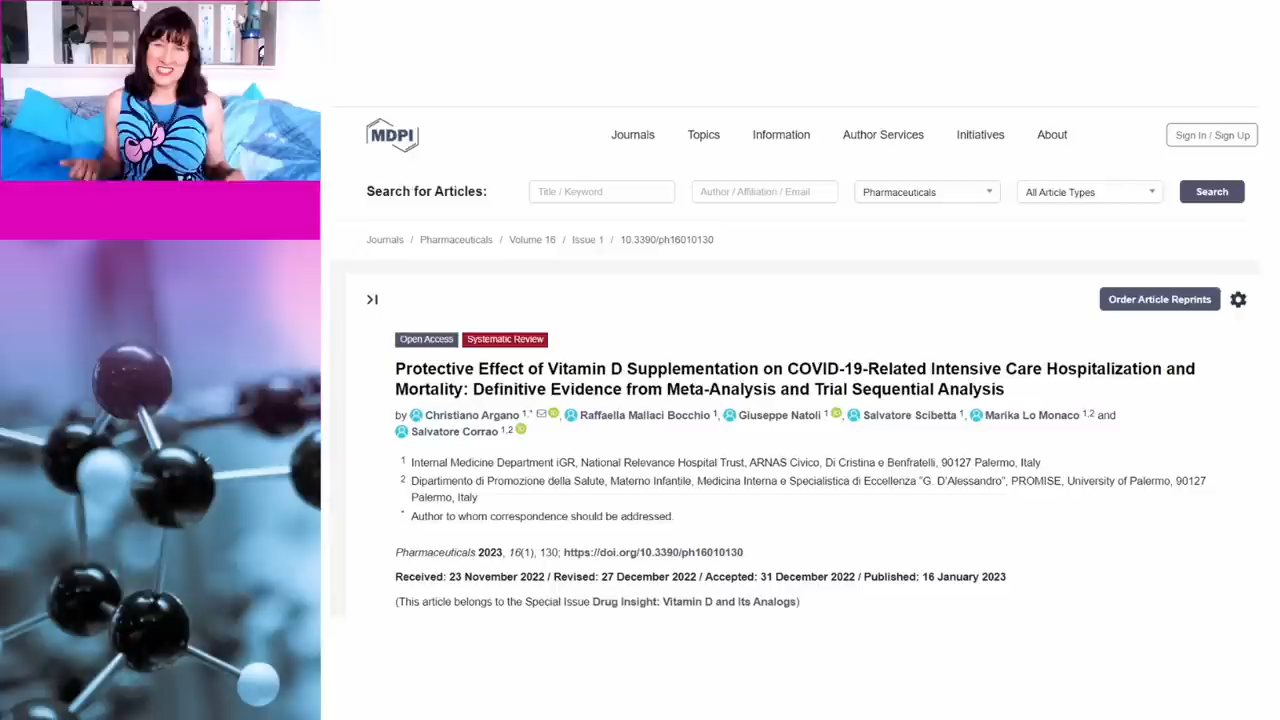 MDPI
Journals Topics Information Author Services Initiatives About
Sign In / Sign Up
Search for Articles:
Title / Keyword
Author / Affiliation / Email
Pharmaceuticals
All Article Types
Search
Journals / Pharmaceuticals / Volume 16 / Issue 1 / 10.3390/ph16010130
Order Article Reprints
Open Access Systematic Review
Protective Effect of Vitamin D Supplementation on COVID-19-Related Intensive Care Hospitalization and
Mortality: Definitive Evidence from Meta-Analysis and Trial Sequential Analysis
by Christiano Argano 1,* , Raffaella Mallaci Bocchio 1, Giuseppe Natoli 1 , Salvatore Scibetta 1, Marika Lo Monaco 1,2 and
Salvatore Corrao 1,2
1 Internal Medicine Department iGR, National Relevance Hospital Trust, ARNAS Civico, Di Cristina e Benfratelli, 90127 Palermo, Italy
2 Dipartimento di Promozione della Salute, Materno Infantile, Medicina Interna e Specialistica di Eccellenza "G. D'Alessandro", PROMISE, University of Palermo, 90127
Palermo, Italy
* Author to whom correspondence should be addressed.
Pharmaceuticals 2023, 16(1), 130; https://doi.org/10.3390/ph16010130
Received: 23 November 2022 / Revised: 27 December 2022 / Accepted: 31 December 2022 / Published: 16 January 2023
(This article belongs to the Special Issue Drug Insight: Vitamin D and Its Analogs)